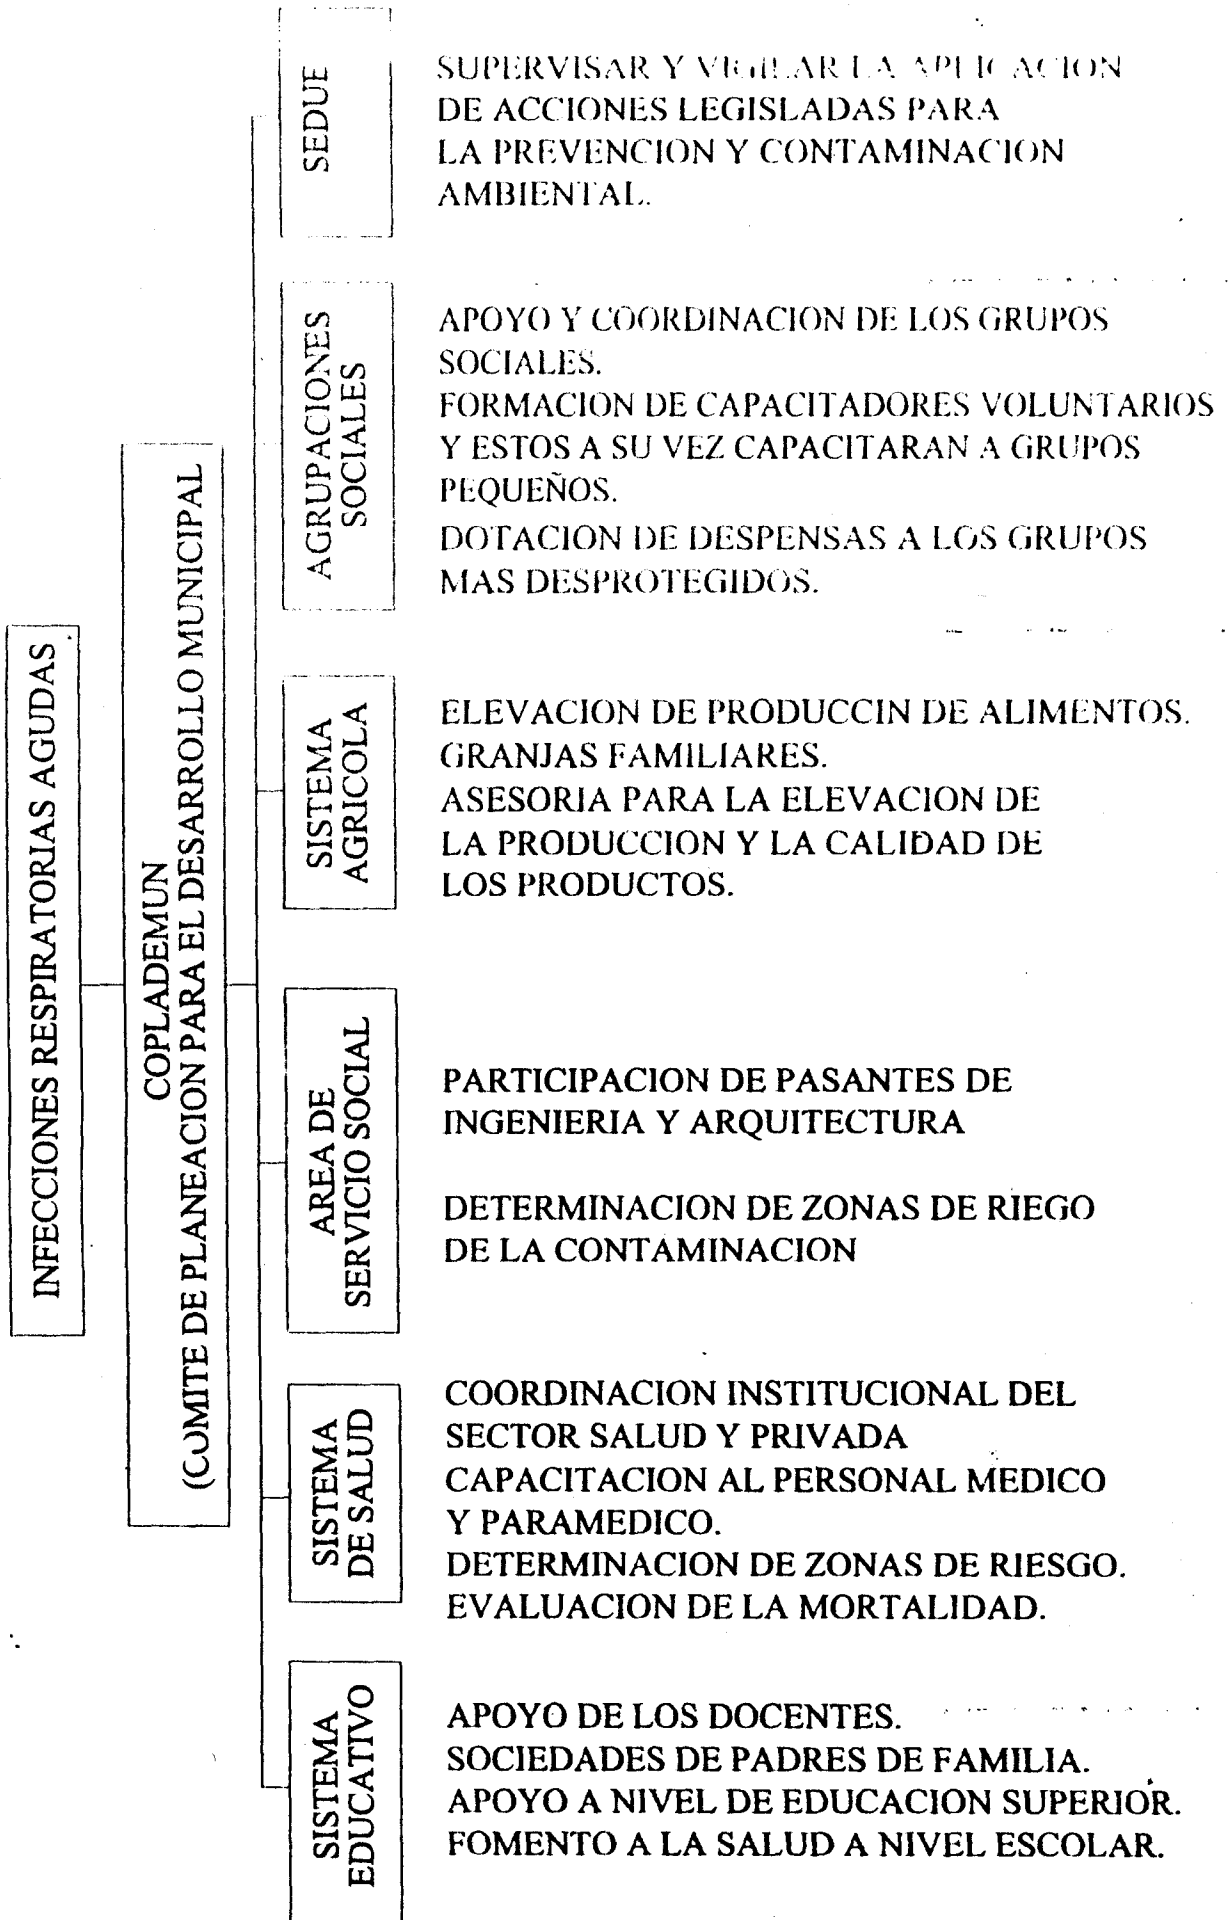 INFECCIONES RESPIRATORIAS AGUDAS
COPLADEMUN
(COMITE DE PLANEACION PARA EL DESARROLLO MUNICIPAL
SEDUE
SUPERVISAR Y VIGILAR LA APLICACION
DE ACCIONES LEGISLADAS PARA
LA PREVENCION Y CONTAMINACION
AMBIENTAL.
AGRUPACIONES
SOCIALES
APOYO Y COORDINACION DE LOS GRUPOS
SOCIALES.
FORMACION DE CAPACITADORES VOLUNTARIOS
Y ESTOS A SU VEZ CAPACITARAN A GRUPOS
PEQUEÑOS.
DOTACION DE DESPENSAS A LOS GRUPOS
MAS DESPROTEGIDOS.
SISTEMA
AGRICOLA
ELEVACION DE PRODUCCIN DE ALIMENTOS.
GRANJAS FAMILIARES.
ASESORIA PARA LA ELEVACION DE
LA PRODUCCION Y LA CALIDAD DE
LOS PRODUCTOS.
AREA DE
SERVICIO SOCIAL
PARTICIPACION DE PASANTES DE
INGENIERIA Y ARQUITECTURA
DETERMINACION DE ZONAS DE RIEGO
DE LA CONTAMINACION
SISTEMA
DE SALUD
COORDINACION INSTITUCIONAL DEL
SECTOR SALUD Y PRIVADA
CAPACITACION AL PERSONAL MEDICO
Y PARAMEDICO.
DETERMINACION DE ZONAS DE RIESGO.
EVALUACION DE LA MORTALIDAD.
SISTEMA
EDUCATIVO
APOYO DE LOS DOCENTES.
SOCIEDADES DE PADRES DE FAMILIA.
APOYO A NIVEL DE EDUCACION SUPERIOR.
FOMENTO A LA SALUD A NIVEL ESCOLAR.